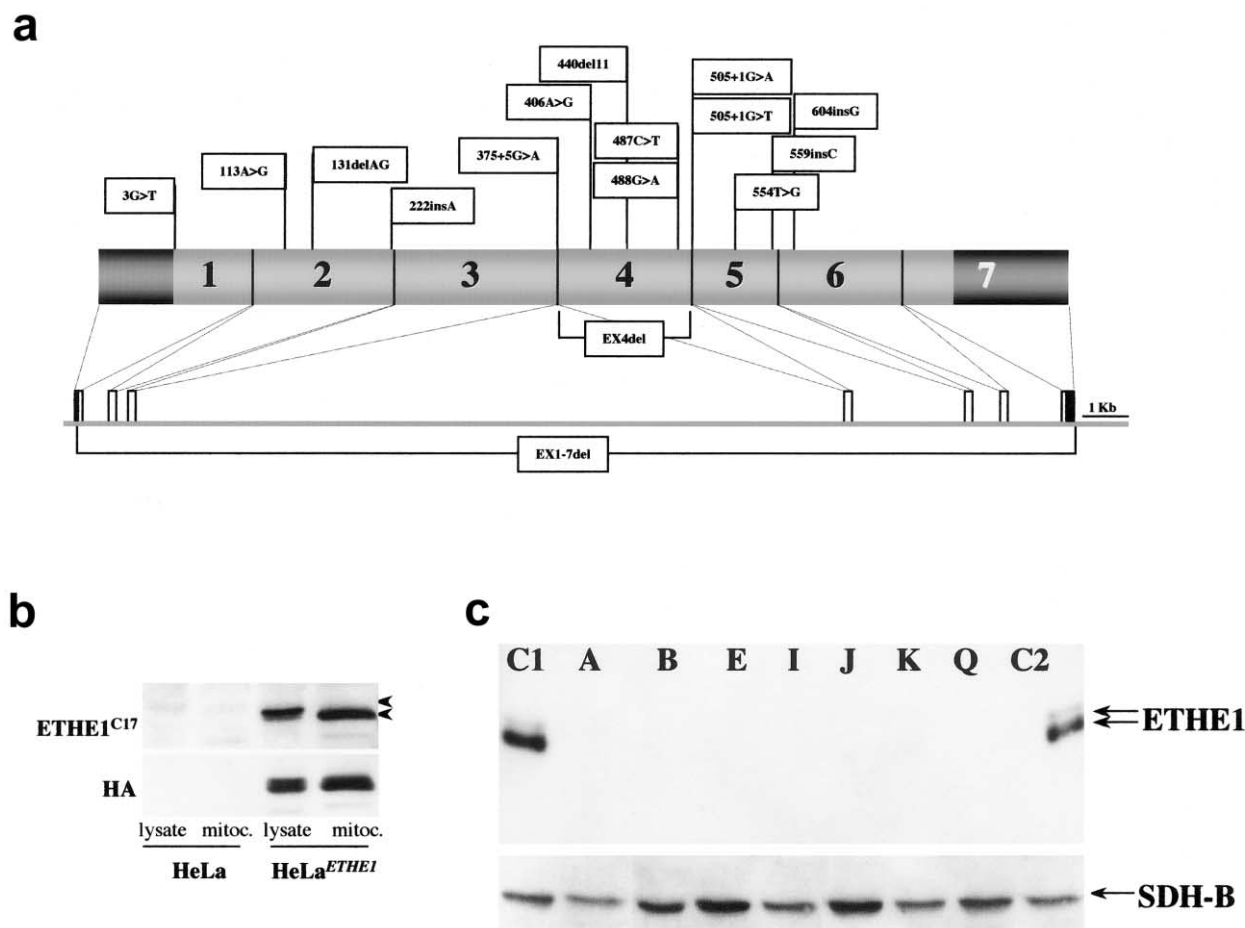 a
440del11
505+1G>A
406A>G
505+1G>T
604insG
487C>T
375+5G>A
559insC
113A>G
131delAG
488G>A
554T>G
3G>T
222insA
1 2 3 4 5 6 7
EX4del
1 Kb
EX1-7del
b
ETHE1C17
HA
lysate mitoc. lysate mitoc.
HeLa HeLaETHE1
c
C1 A B E I J K Q C2
ETHE1
SDH-B